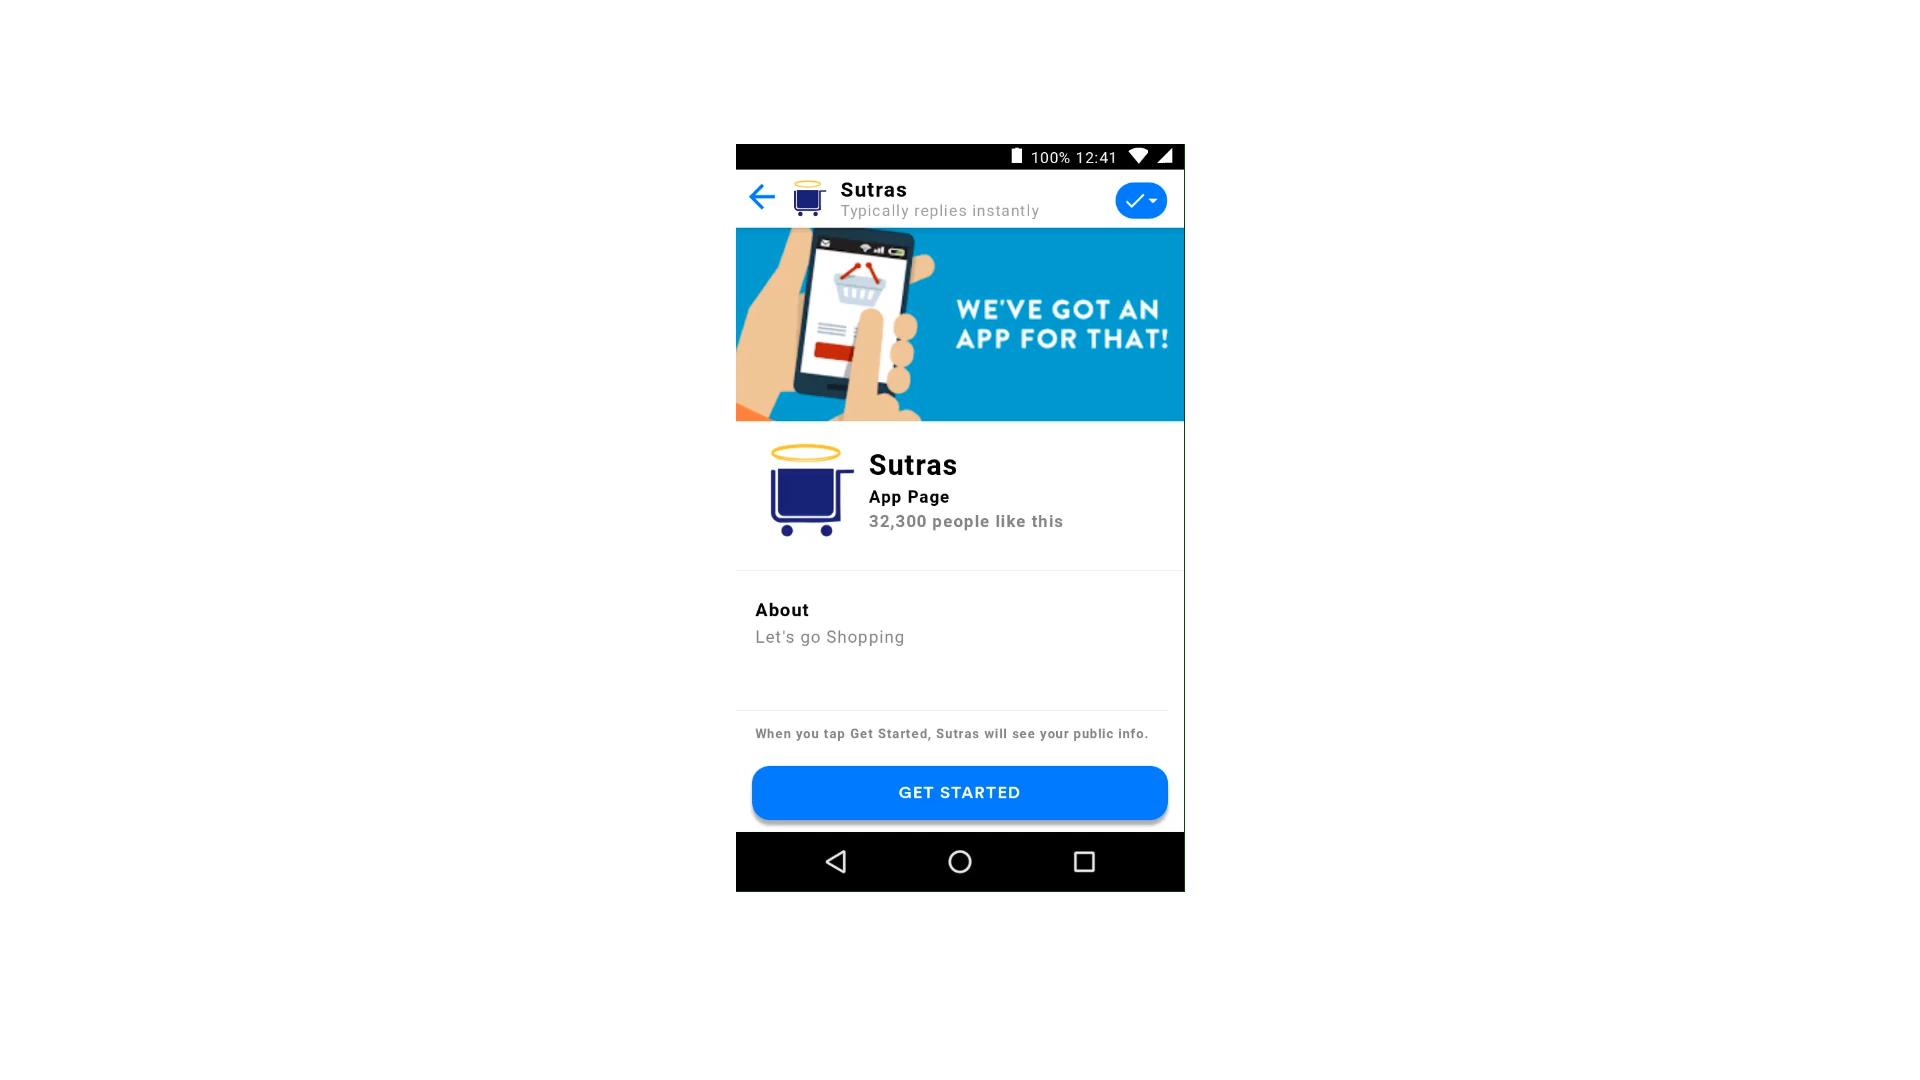 100% 12:41
Sutras
Typically replies instantly
WE'VE GOT AN
APP FOR THAT!
Sutras
App Page
32,300 people like this
About
Let's go Shopping
When you tap Get Started, Sutras will see your public info.
GET STARTED